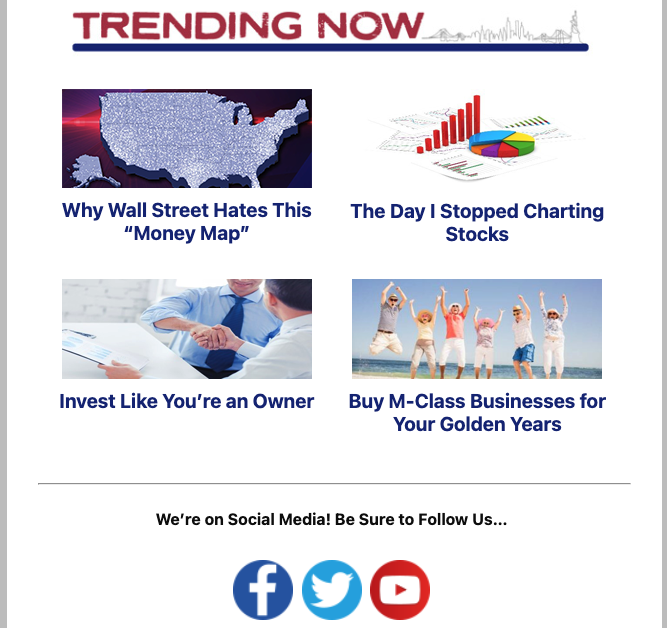 TRENDING NOW
Why Wall Street Hates This
“Money Map”
The Day I Stopped Charting
Stocks
Invest Like You’re an Owner
Buy M-Class Businesses for
Your Golden Years
We’re on Social Media! Be Sure to Follow Us...